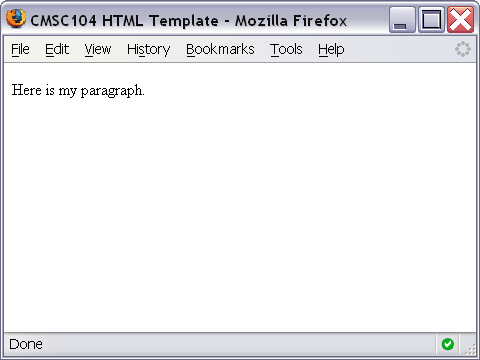 CMSC104 HTML Template - Mozilla Firefox
File Edit View History Bookmarks Tools Help
Here is my paragraph.
Done